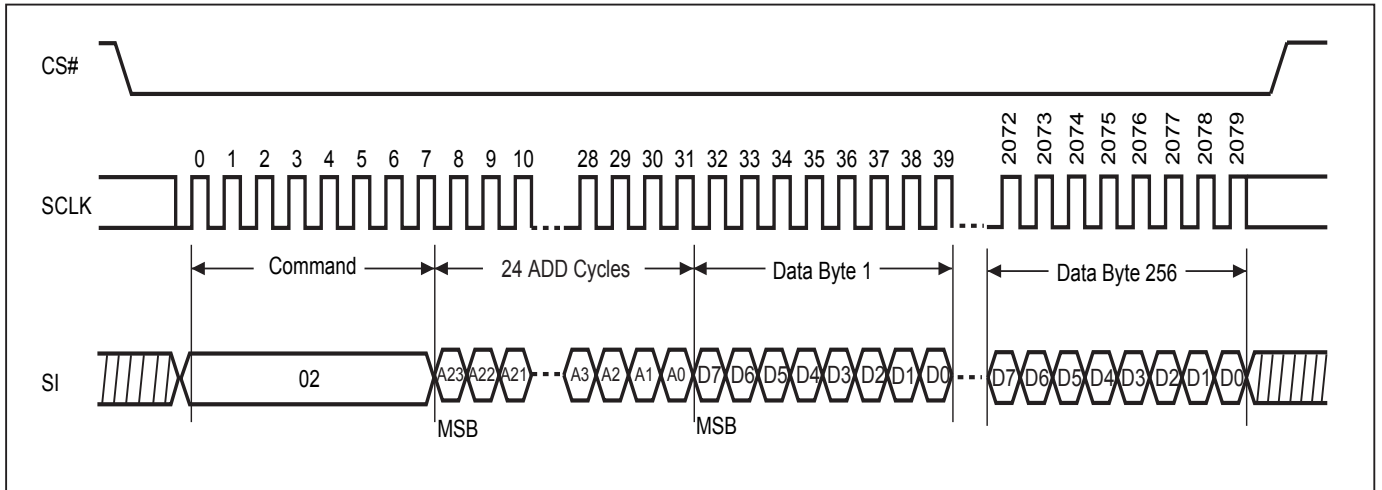 CS#
2072 2073 2074 2075 2076 2077 2078 2079
0 1 2 3 4 5 6 7 8 9 10 28 29 30 31 32 33 34 35 36 37 38 39
SCLK
Command 24 ADD Cycles Data Byte 1 Data Byte 256
SI 02 A23 A22 A21 A3 A2 A1 A0 D7 D6 D5 D4 D3 D2 D1 D0 D7 D6 D5 D4 D3 D2 D1 D0
MSB MSB